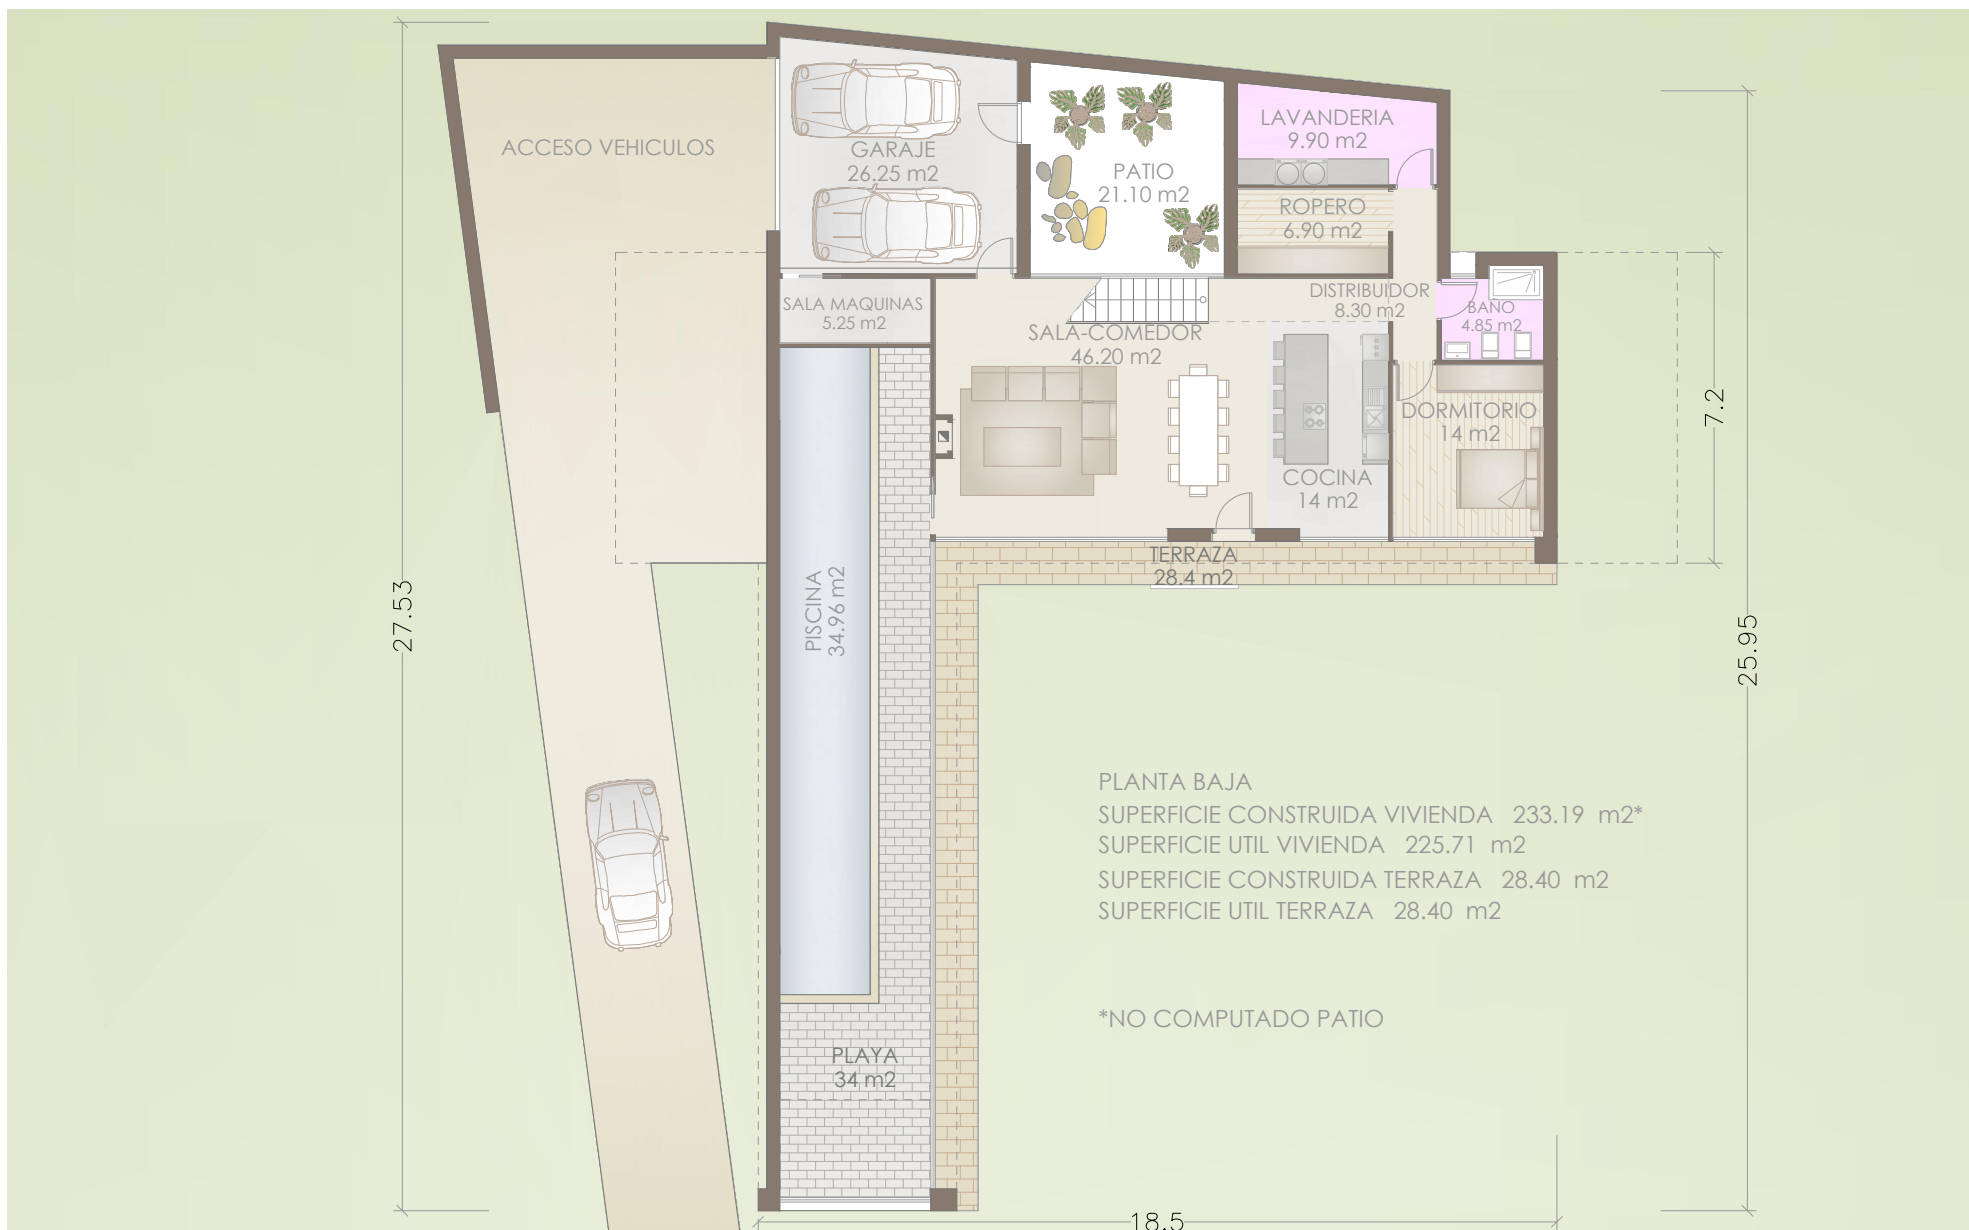 ACCESO VEHICULOS
GARAJE
26.25 m2
PATIO
21.10 m2
LAVANDERIA
9.90 m2
ROPERO
6.90 m2
SALA MAQUINAS
5.25 m2
SALA-COMEDOR
46.20 m2
DISTRIBUIDOR
8.30 m2
BAÑO
4.85 m2
DORMITORIO
14 m2
COCINA
14 m2
TERRAZA
28.4 m2
PISCINA
34.96 m2
27.53
7.2
25.95
PLANTA BAJA
SUPERFICIE CONSTRUIDA VIVIENDA 233.19 m2*
SUPERFICIE UTIL VIVIENDA 225.71 m2
SUPERFICIE CONSTRUIDA TERRAZA 28.40 m2
SUPERFICIE UTIL TERRAZA 28.40 m2
*NO COMPUTADO PATIO
PLAYA
34 m2
18.5